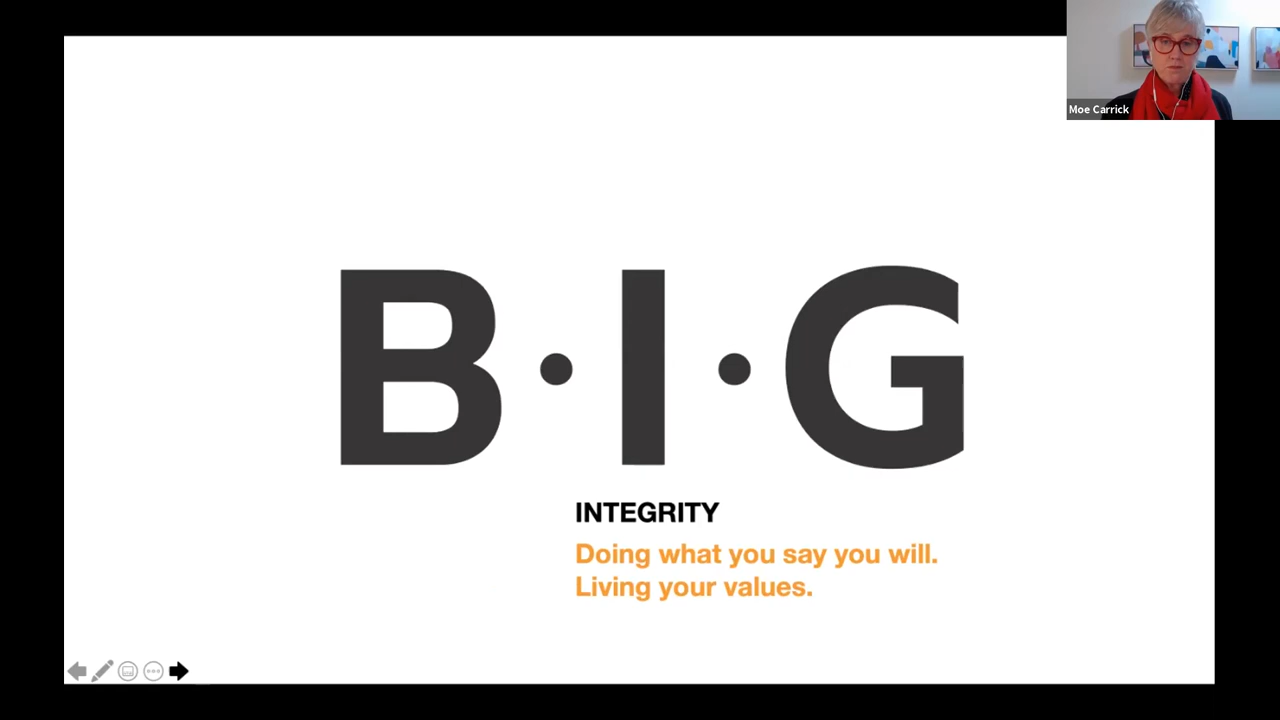 Moe Carrick
B·I·G
INTEGRITY
Doing what you say you will.
Living your values.